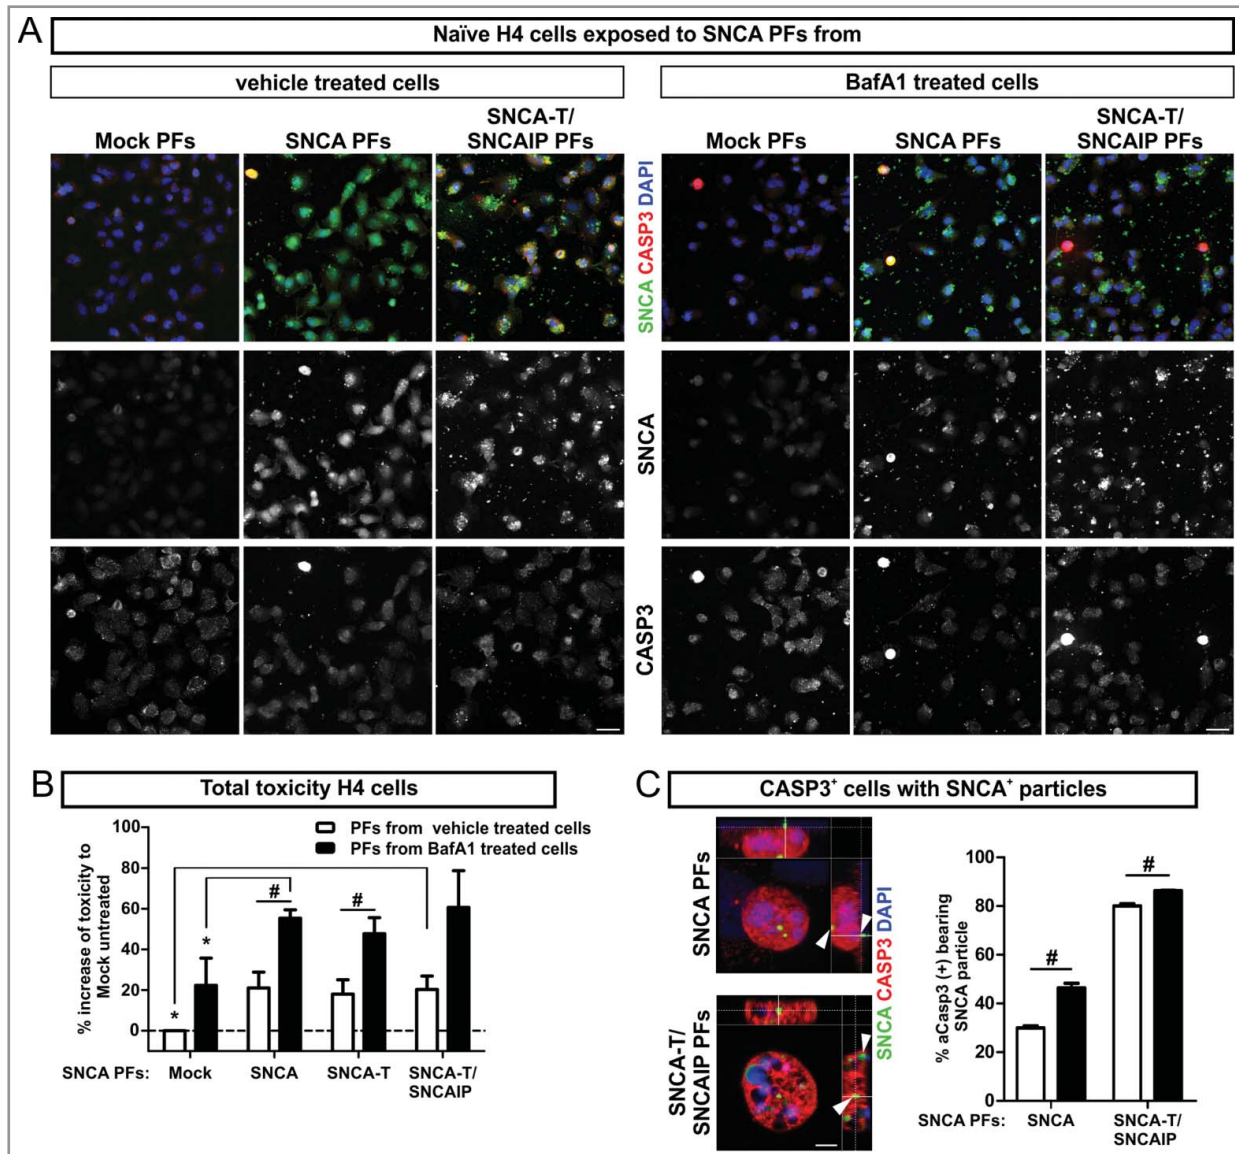 A
Naïve H4 cells exposed to SNCA PFs from
vehicle treated cells
BafA1 treated cells
Mock PFs
SNCA PFs
SNCA-T/
SNCAIP PFs
Mock PFs
SNCA PFs
SNCA-T/
SNCAIP PFs
SNCA CASP3 DAPI
SNCA
CASP3
B
Total toxicity H4 cells
% increase of toxicity to
Mock untreated
100
80
60
40
20
0
PFs from vehicle treated cells
PFs from BafA1 treated cells
*
*
#
#
SNCA PFs:
Mock
SNCA
SNCA-T
SNCA-T/
SNCAIP
C
CASP3⁺ cells with SNCA⁺ particles
SNCA PFs
SNCA-T/
SNCAIP PFs
SNCA CASP3 DAPI
% aCasp3 (+) bearing
SNCA particle
100
80
60
40
20
0
#
#
SNCA PFs:
SNCA
SNCA-T/
SNCAIP